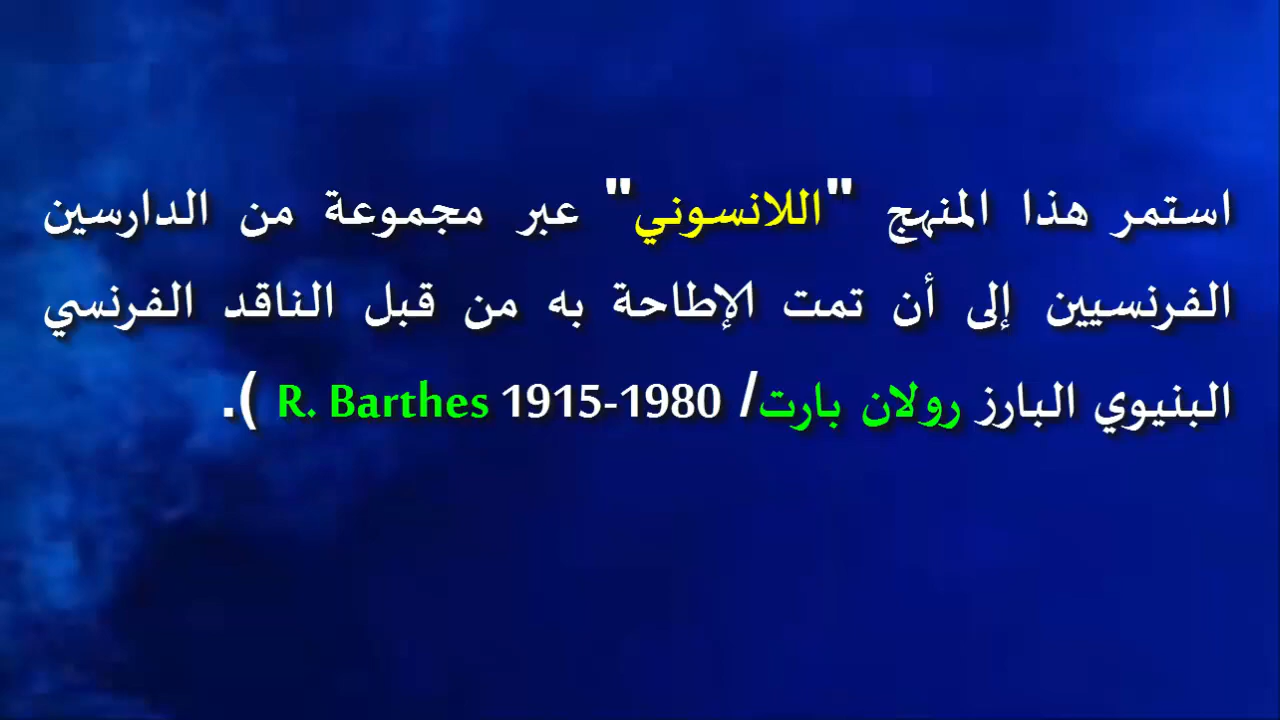 استمر هذا المنهج "اللانسوني" عبر مجموعة من الدارسين
الفرنسيين إلى أن تمت الإطاحة به من قبل الناقد الفرنسي
البنيوي البارز رولان بارت/ 1915-1980 R. Barthes ).